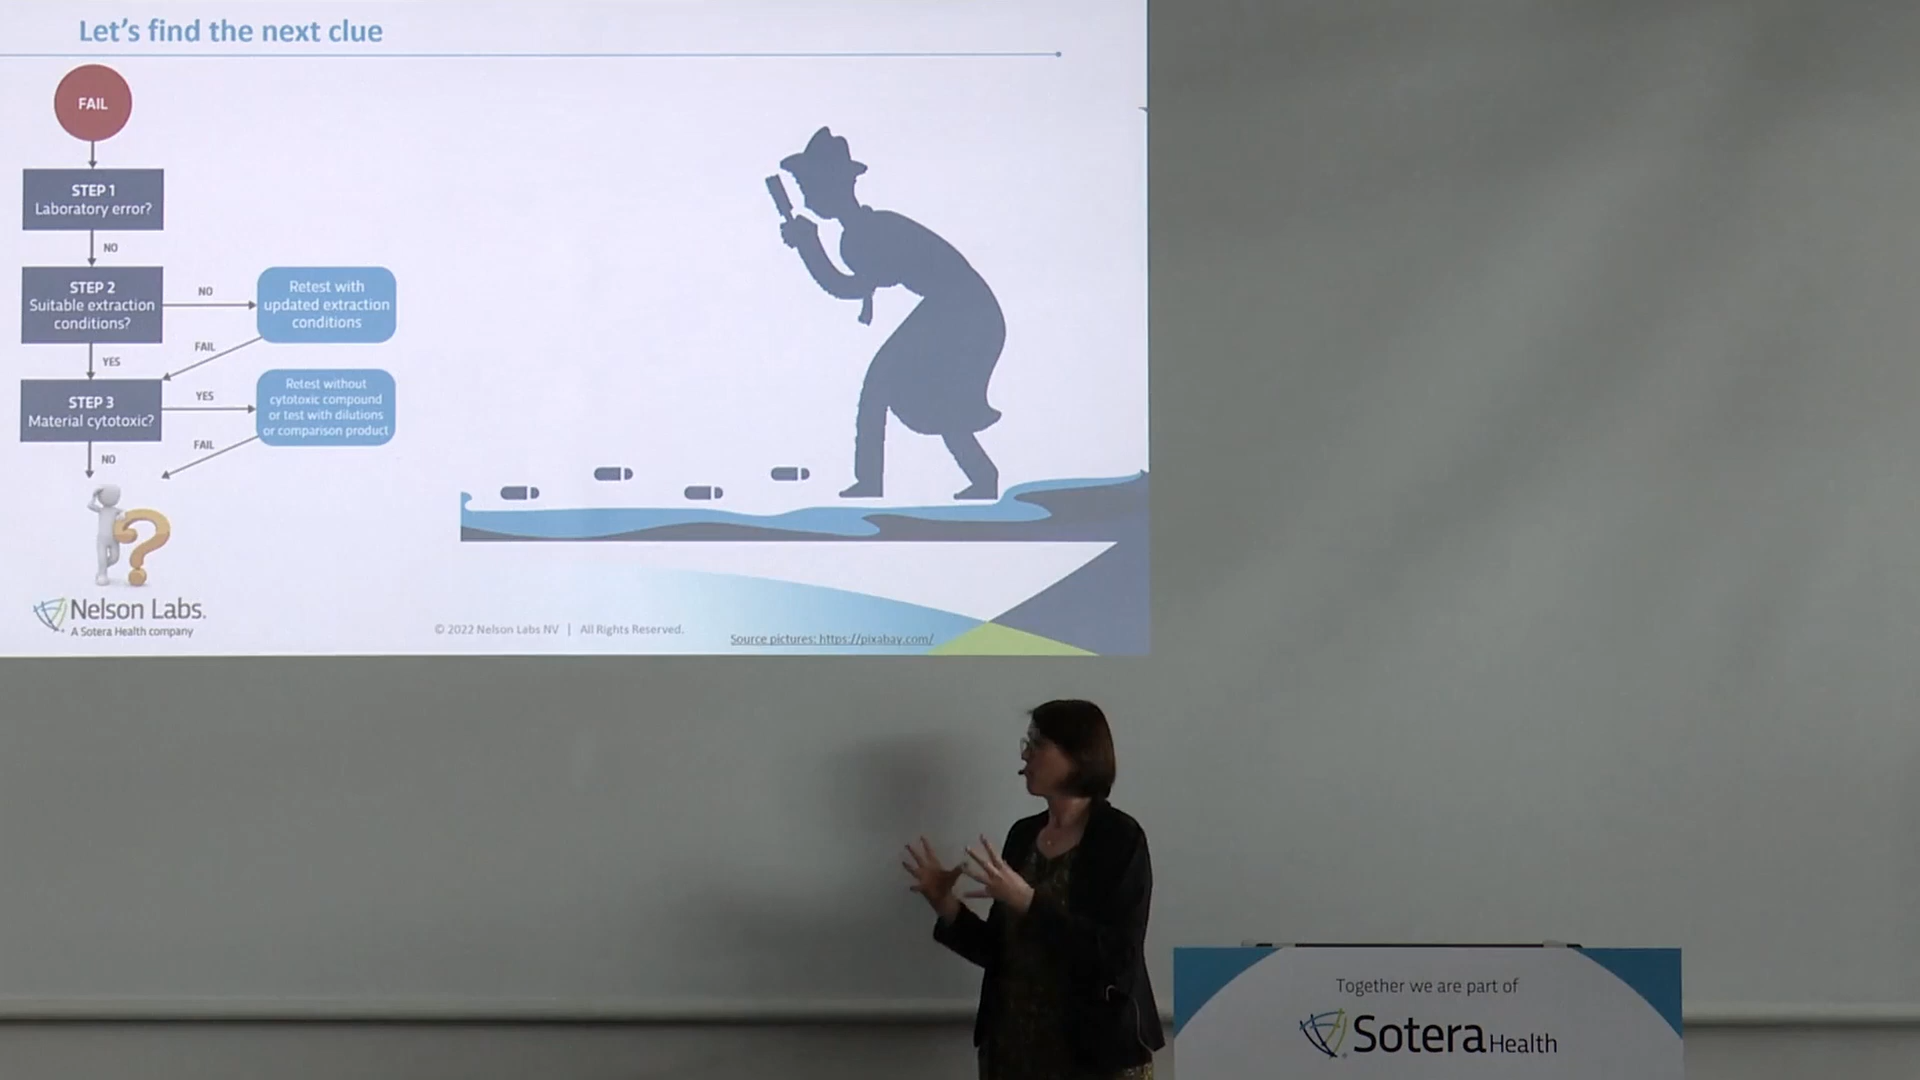 Let's find the next clue
FAIL
STEP 1
Laboratory error?
NO
STEP 2
Suitable extraction
conditions?
NO
Retest with
updated extraction
conditions
FAIL
YES
STEP 3
Material cytotoxic?
YES
Retest without
cytotoxic compound
or test with dilutions
or comparison product
FAIL
NO
?
Nelson Labs.
A Sotera Health company
© 2022 Nelson Labs NV | All Rights Reserved.
Source pictures: https://pixabay.com/
Together we are part of
Sotera Health